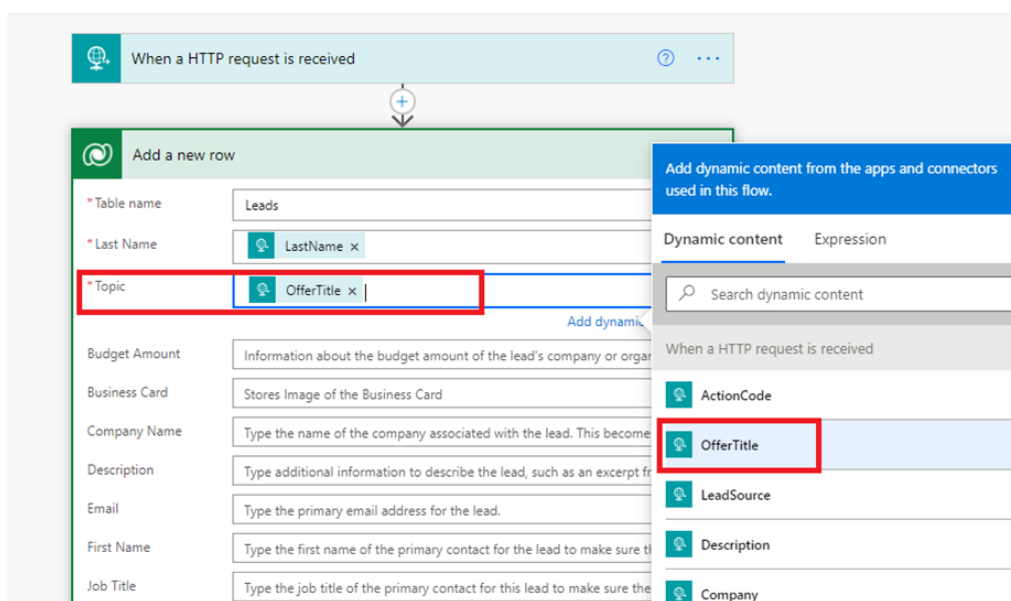 When a HTTP request is received
Add a new row
* Table name
Leads
* Last Name
LastName ×
* Topic
OfferTitle ×
Add dynamic
Budget Amount
Information about the budget amount of the lead's company or organ
Business Card
Stores Image of the Business Card
Company Name
Type the name of the company associated with the lead. This become
Description
Type additional information to describe the lead, such as an excerpt fr
Email
Type the primary email address for the lead.
First Name
Type the first name of the primary contact for the lead to make sure th
Job Title
Type the job title of the primary contact for this lead to make sure the
Add dynamic content from the apps and connectors
used in this flow.
Dynamic content
Expression
Search dynamic content
When a HTTP request is received
ActionCode
OfferTitle
LeadSource
Description
Company